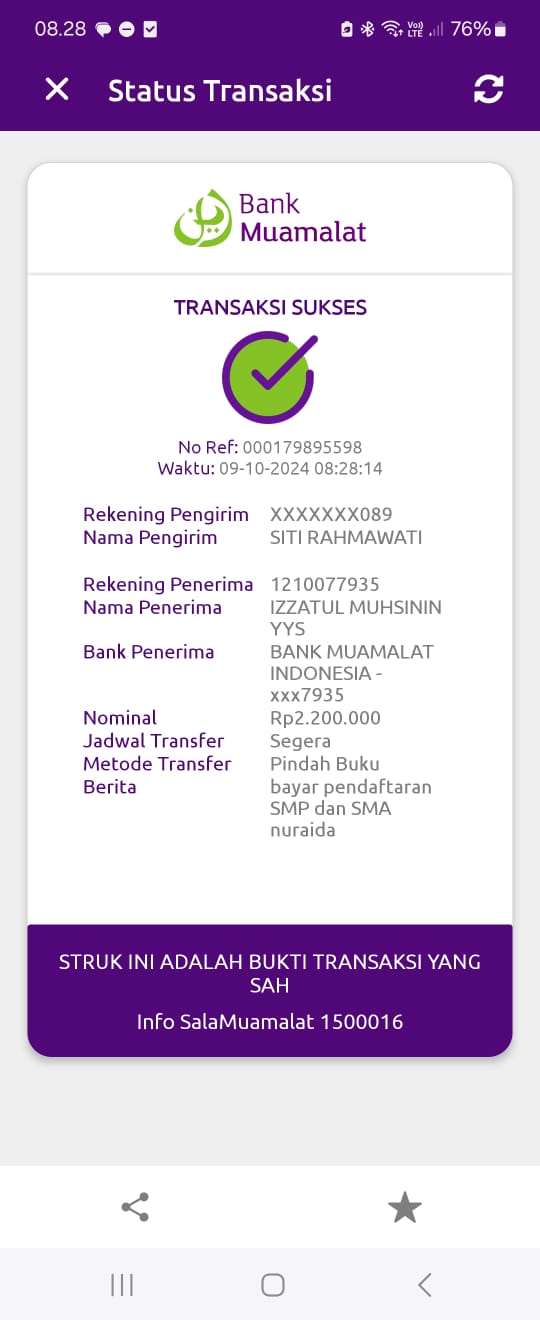 08.28 Vo)) LTE 76%
Status Transaksi
Bank
Muamalat
TRANSAKSI SUKSES
No Ref: 000179895598
Waktu: 09-10-2024 08:28:14
Rekening Pengirim XXXXXXX089
Nama Pengirim SITI RAHMAWATI
Rekening Penerima 1210077935
Nama Penerima IZZATUL MUHSININ
YYS
Bank Penerima BANK MUAMALAT
INDONESIA -
xxx7935
Nominal Rp2.200.000
Jadwal Transfer Segera
Metode Transfer Pindah Buku
Berita bayar pendaftaran
SMP dan SMA
nuraida
STRUK INI ADALAH BUKTI TRANSAKSI YANG
SAH
Info SalaMuamalat 1500016